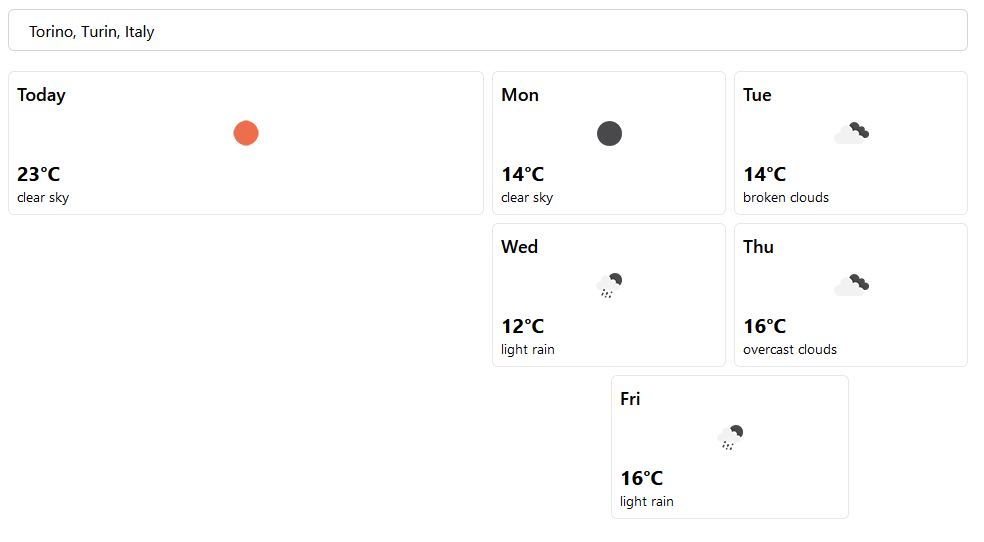 Torino, Turin, Italy
Today
23°C
clear sky
Mon
14°C
clear sky
Tue
14°C
broken clouds
Wed
12°C
light rain
Thu
16°C
overcast clouds
Fri
16°C
light rain